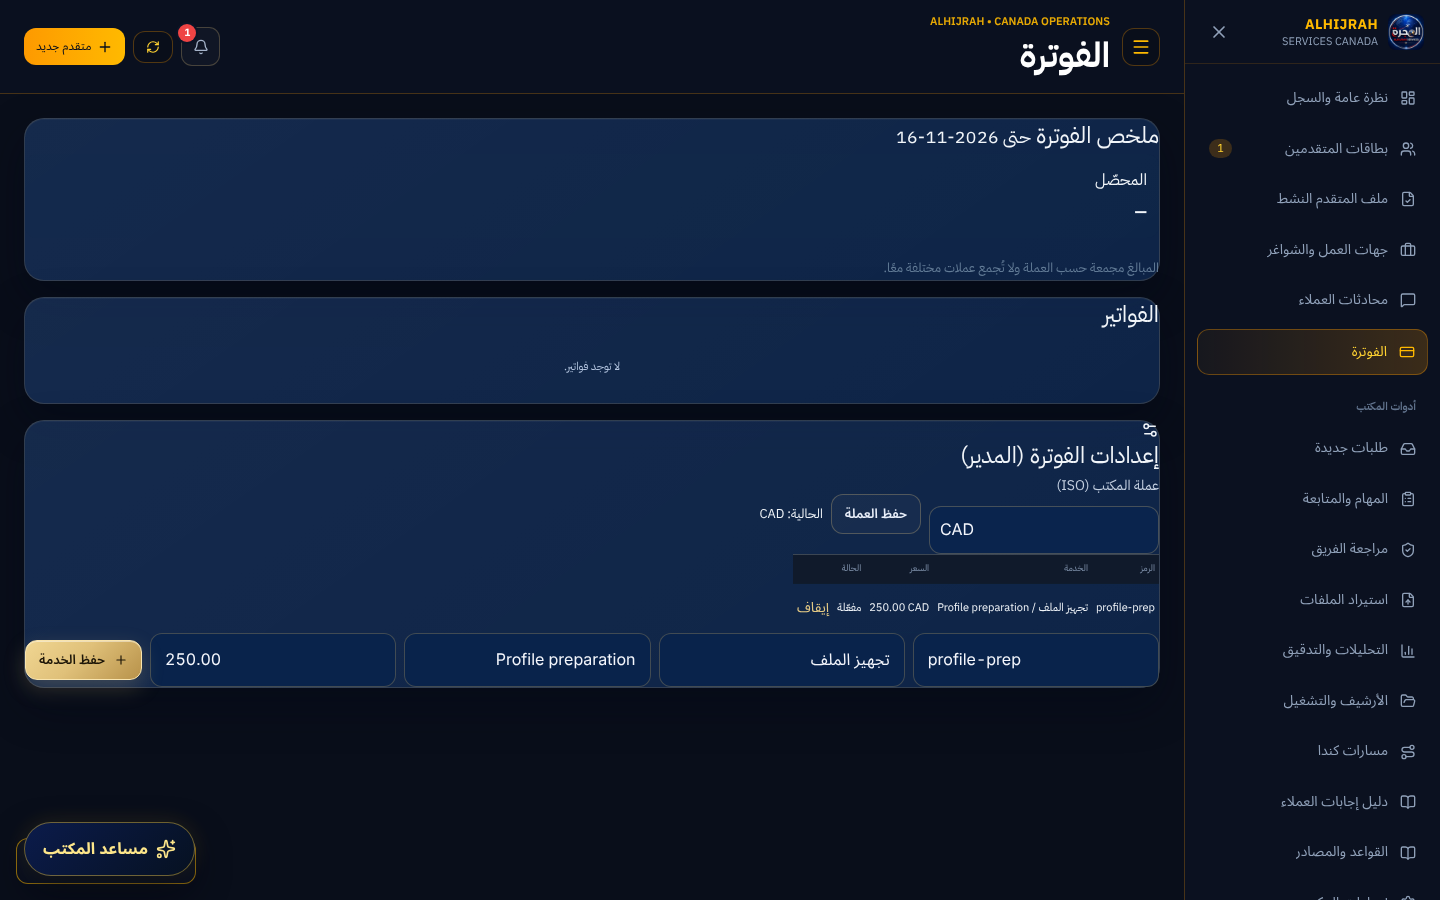 ALHIJRAH
SERVICES CANADA
نظرة عامة والسجل
بطاقات المتقدمين
1
ملف المتقدم النشط
جهات العمل والشواغر
محادثات العملاء
الفوترة
أدوات المكتب
طلبات جديدة
المهام والمتابعة
مراجعة الفريق
استيراد الملفات
التحليلات والتدقيق
الأرشيف والتشغيل
مسارات كندا
دليل إجابات العملاء
القواعد والمصادر
ALHIJRAH • CANADA OPERATIONS
الفوترة
1
متقدم جديد
ملخص الفوترة حتى 2026-11-16
المحصّل
—
المبالغ مجمعة حسب العملة ولا تُجمع عملات مختلفة معًا.
الفواتير
لا توجد فواتير.
إعدادات الفوترة (المدير)
عملة المكتب (ISO)
CAD
حفظ العملة
الحالية: CAD
الرمز الخدمة السعر الحالة
profile-prep تجهيز الملف / Profile preparation 250.00 CAD مفعّلة إيقاف
profile-prep
تجهيز الملف
Profile preparation
250.00
حفظ الخدمة
مساعد المكتب